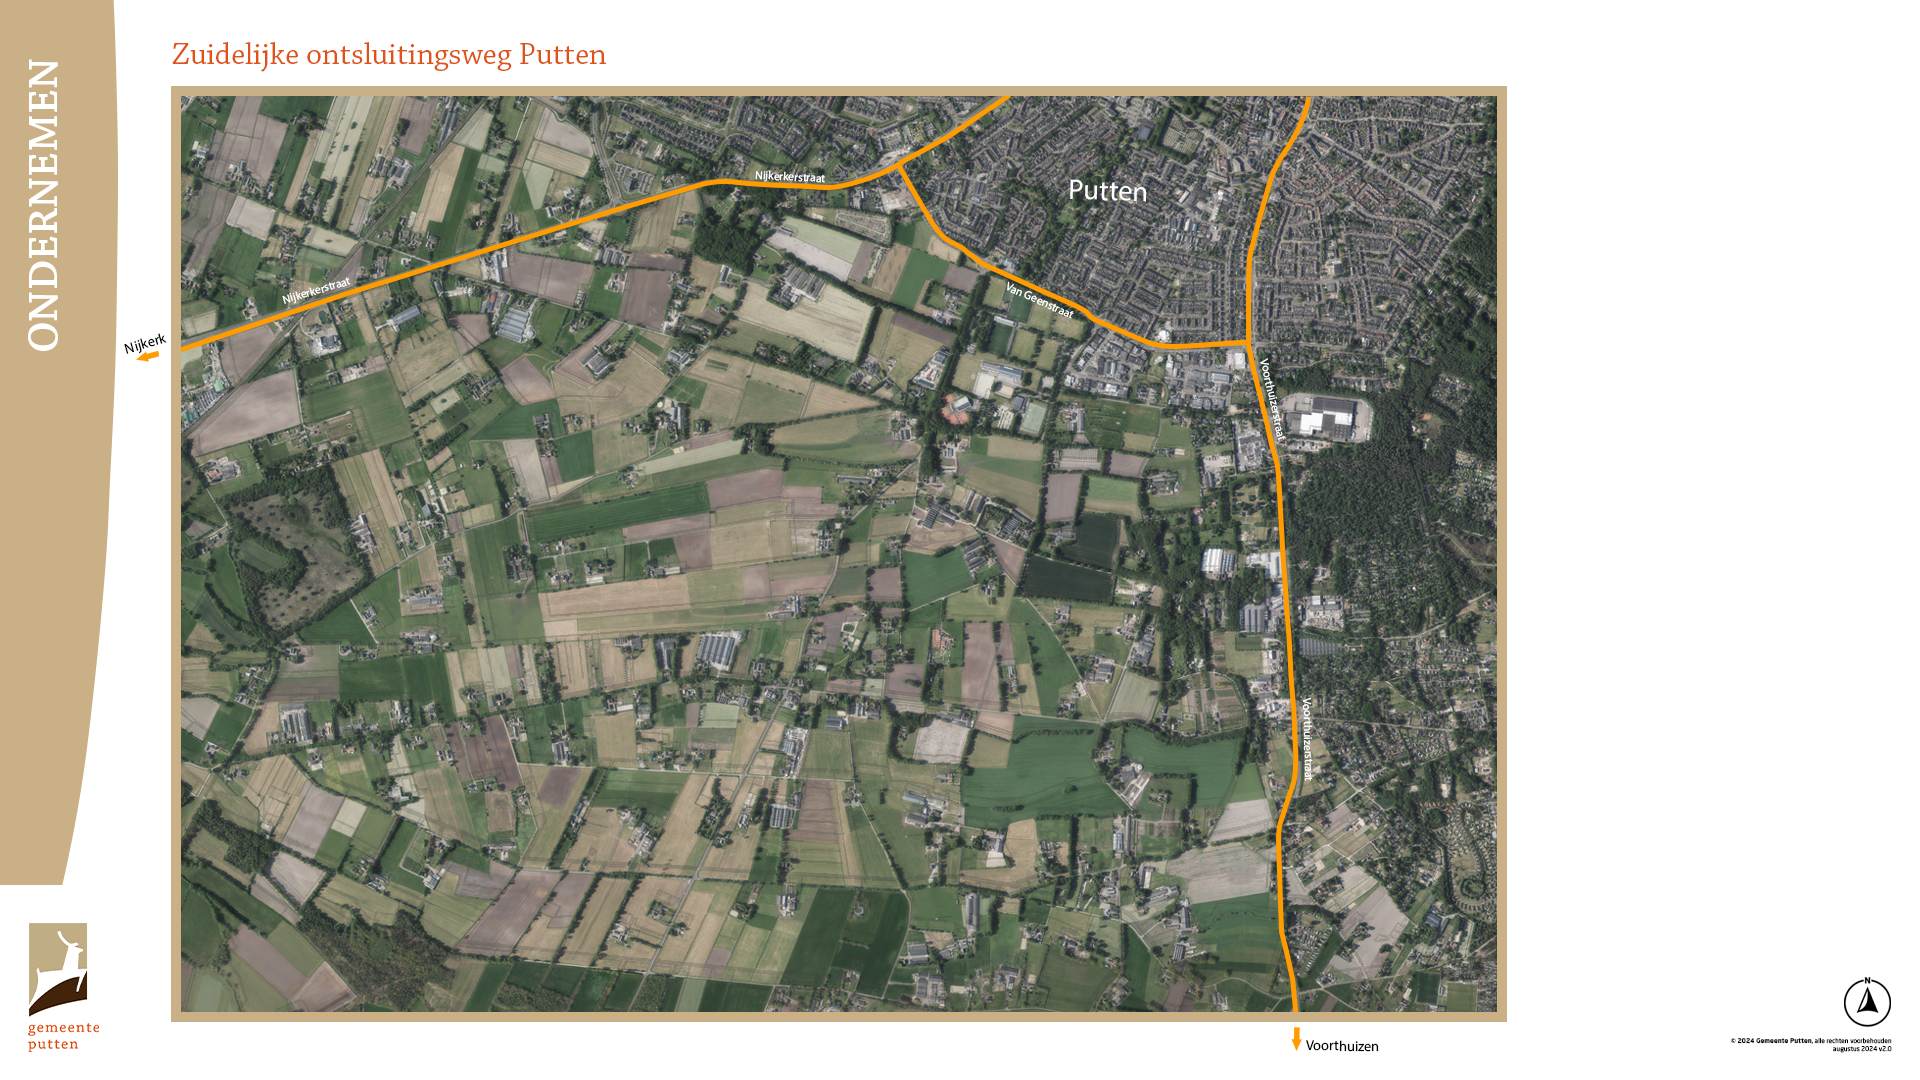 ONDERNEMEN
Zuidelijke ontsluitingsweg Putten
Nijkerkerstraat
Putten
Nijkerkerstraat
Van Geenstraat
Nijkerk
Voorthuizerstraat
Voorthuizerstraat
gemeente
putten
N
Voorthuizen
© 2024 Gemeente Putten, alle rechten voorbehouden
augustus 2024 v2.0